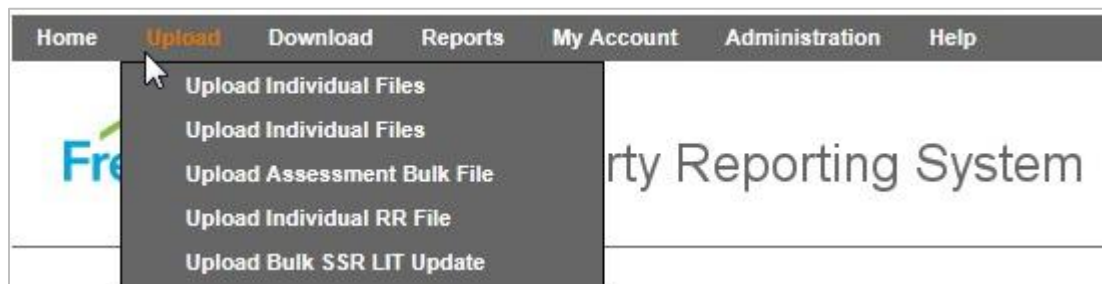 Home Upload Download Reports My Account Administration Help
Upload Individual Files
Upload Individual Files
Upload Assessment Bulk File
Upload Individual RR File
Upload Bulk SSR LIT Update
Fre rty Reporting System